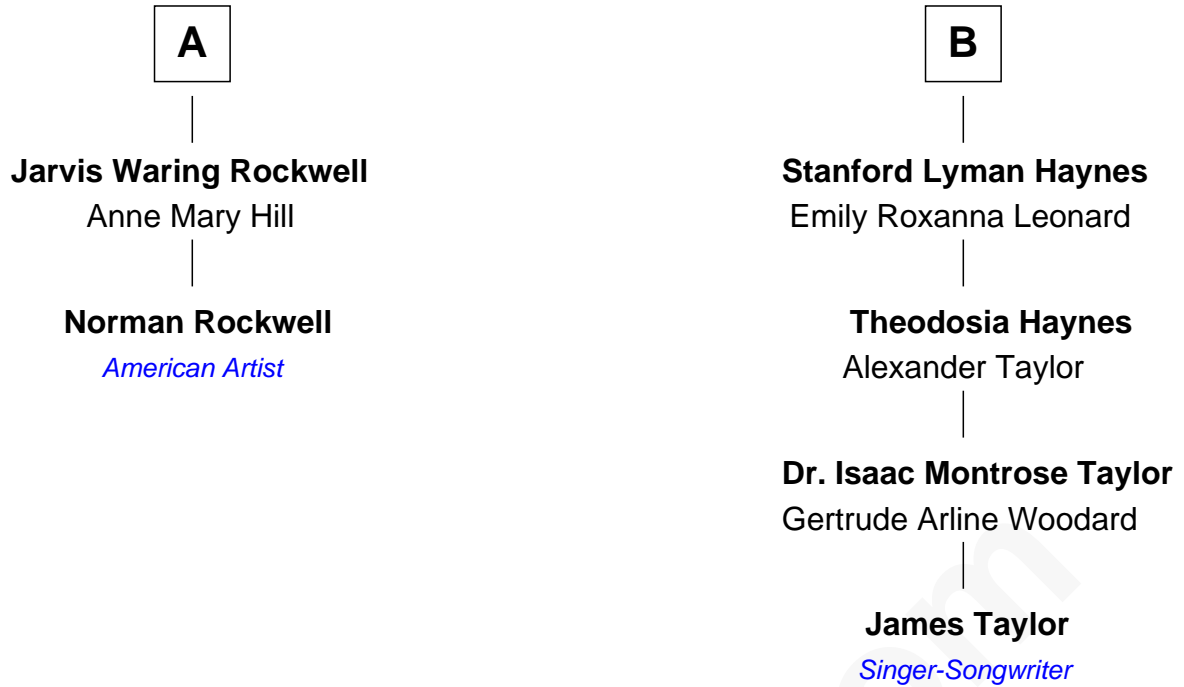 A
Jarvis Waring Rockwell
Anne Mary Hill
Norman Rockwell
American Artist
B
Stanford Lyman Haynes
Emily Roxanna Leonard
Theodosia Haynes
Alexander Taylor
Dr. Isaac Montrose Taylor
Gertrude Arline Woodard
James Taylor
Singer-Songwriter